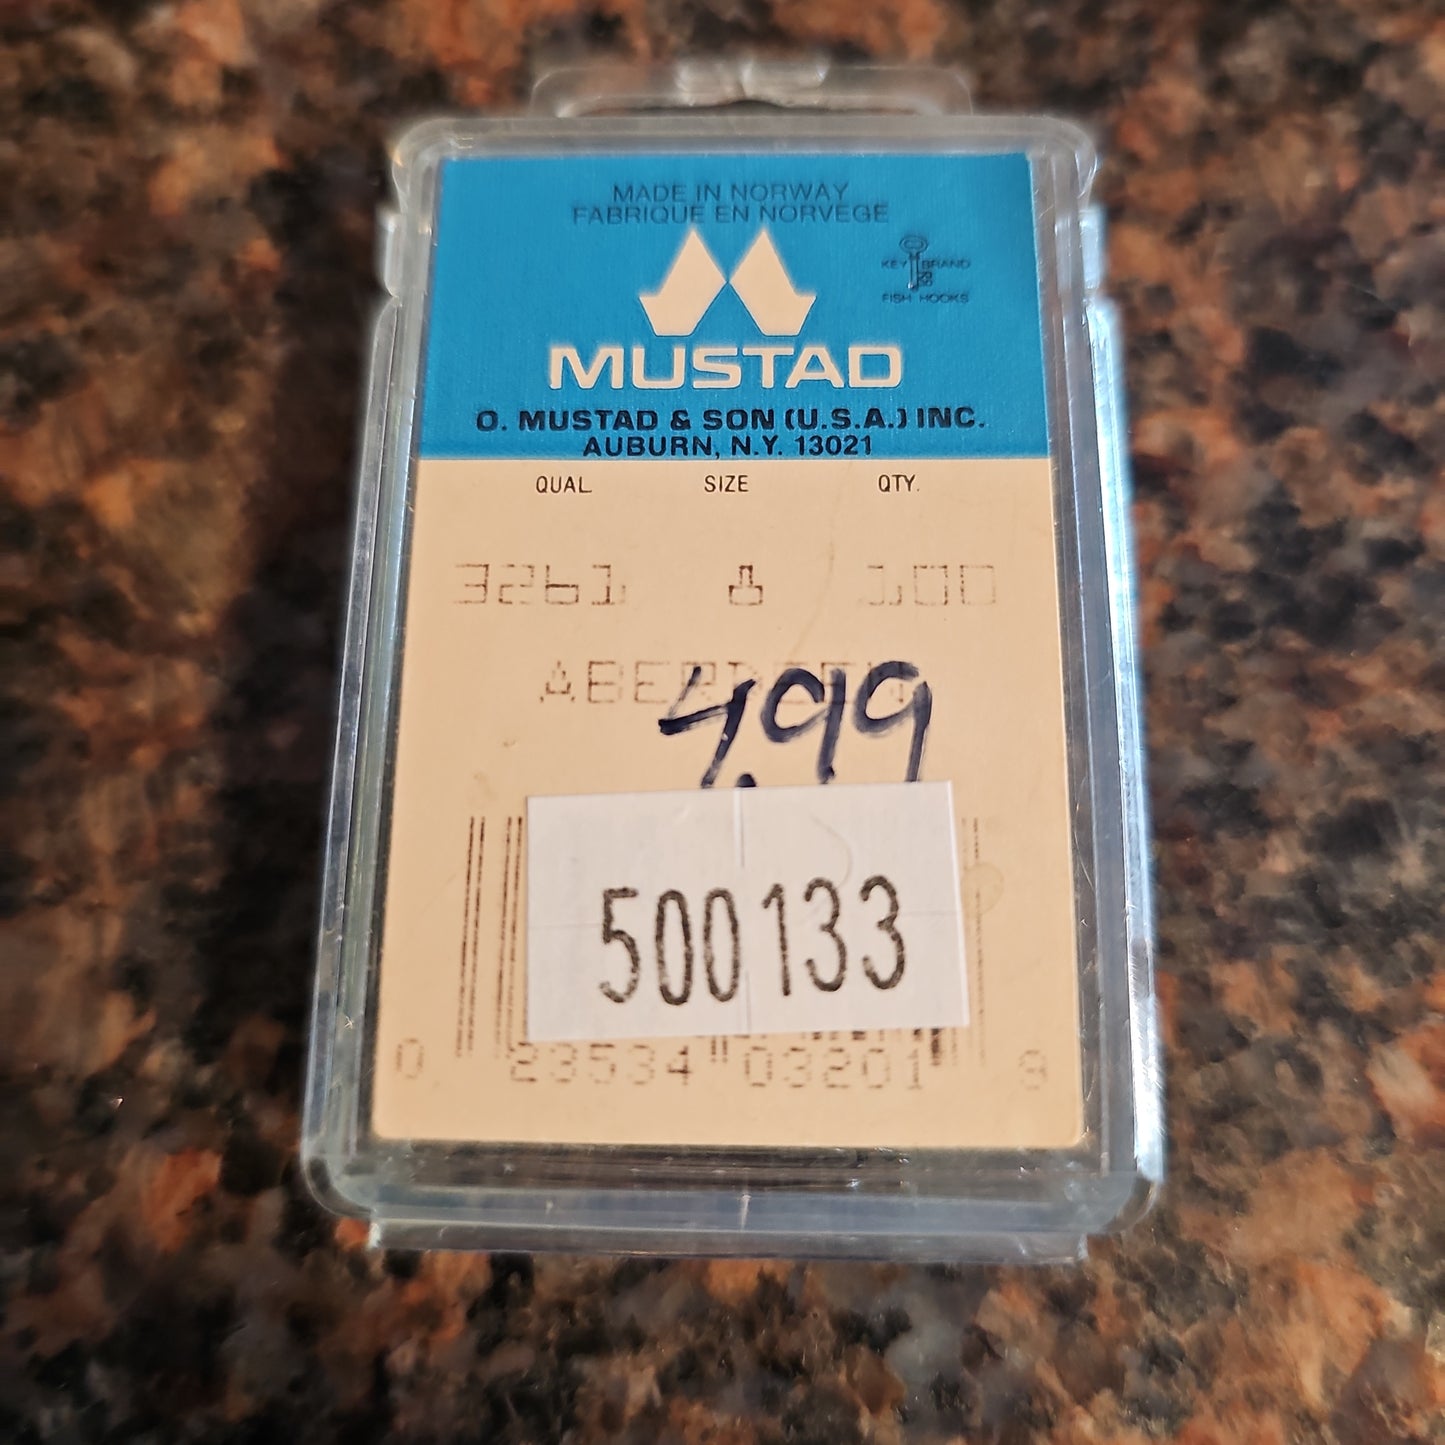 MADE IN NORWAY
FABRIQUE EN NORVEGE
KEY BRAND
FISH HOOKS
MUSTAD
O. MUSTAD & SON (U.S.A.) INC.
AUBURN, N.Y. 13021
QUAL. SIZE QTY.
3261 8 100
ABERDEEN
4.99
500133
0 23534 03201 8